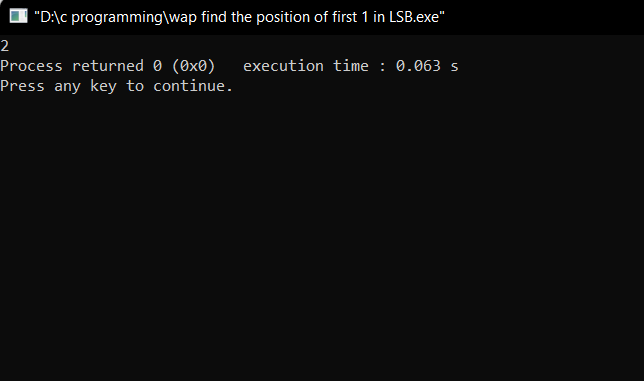 "D:\c programming\wap find the position of first 1 in LSB.exe"
2
Process returned 0 (0x0)   execution time : 0.063 s
Press any key to continue.